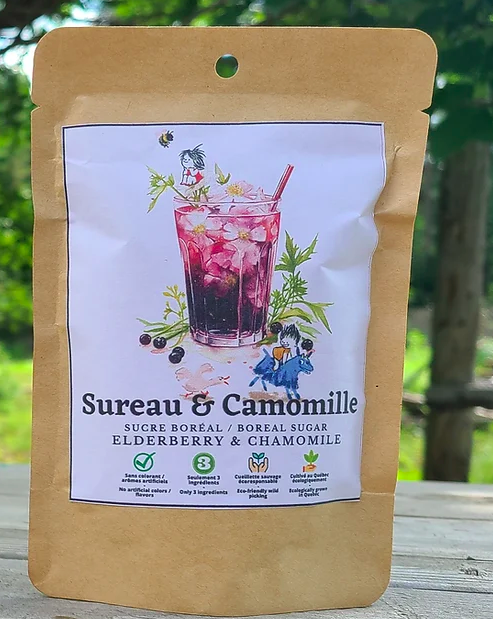 Sureau & Camomille
SUCRE BORÉAL / BOREAL SUGAR
ELDERBERRY & CHAMOMILE
Sans colorant / arômes artificiels
No artificial colors / flavors
3
Seulement 3 ingrédients
Only 3 ingredients
Cueillette sauvage écoresponsable
Eco-friendly wild picking
Cultivé au Québec écologiquement
Ecologically grown in Quebec